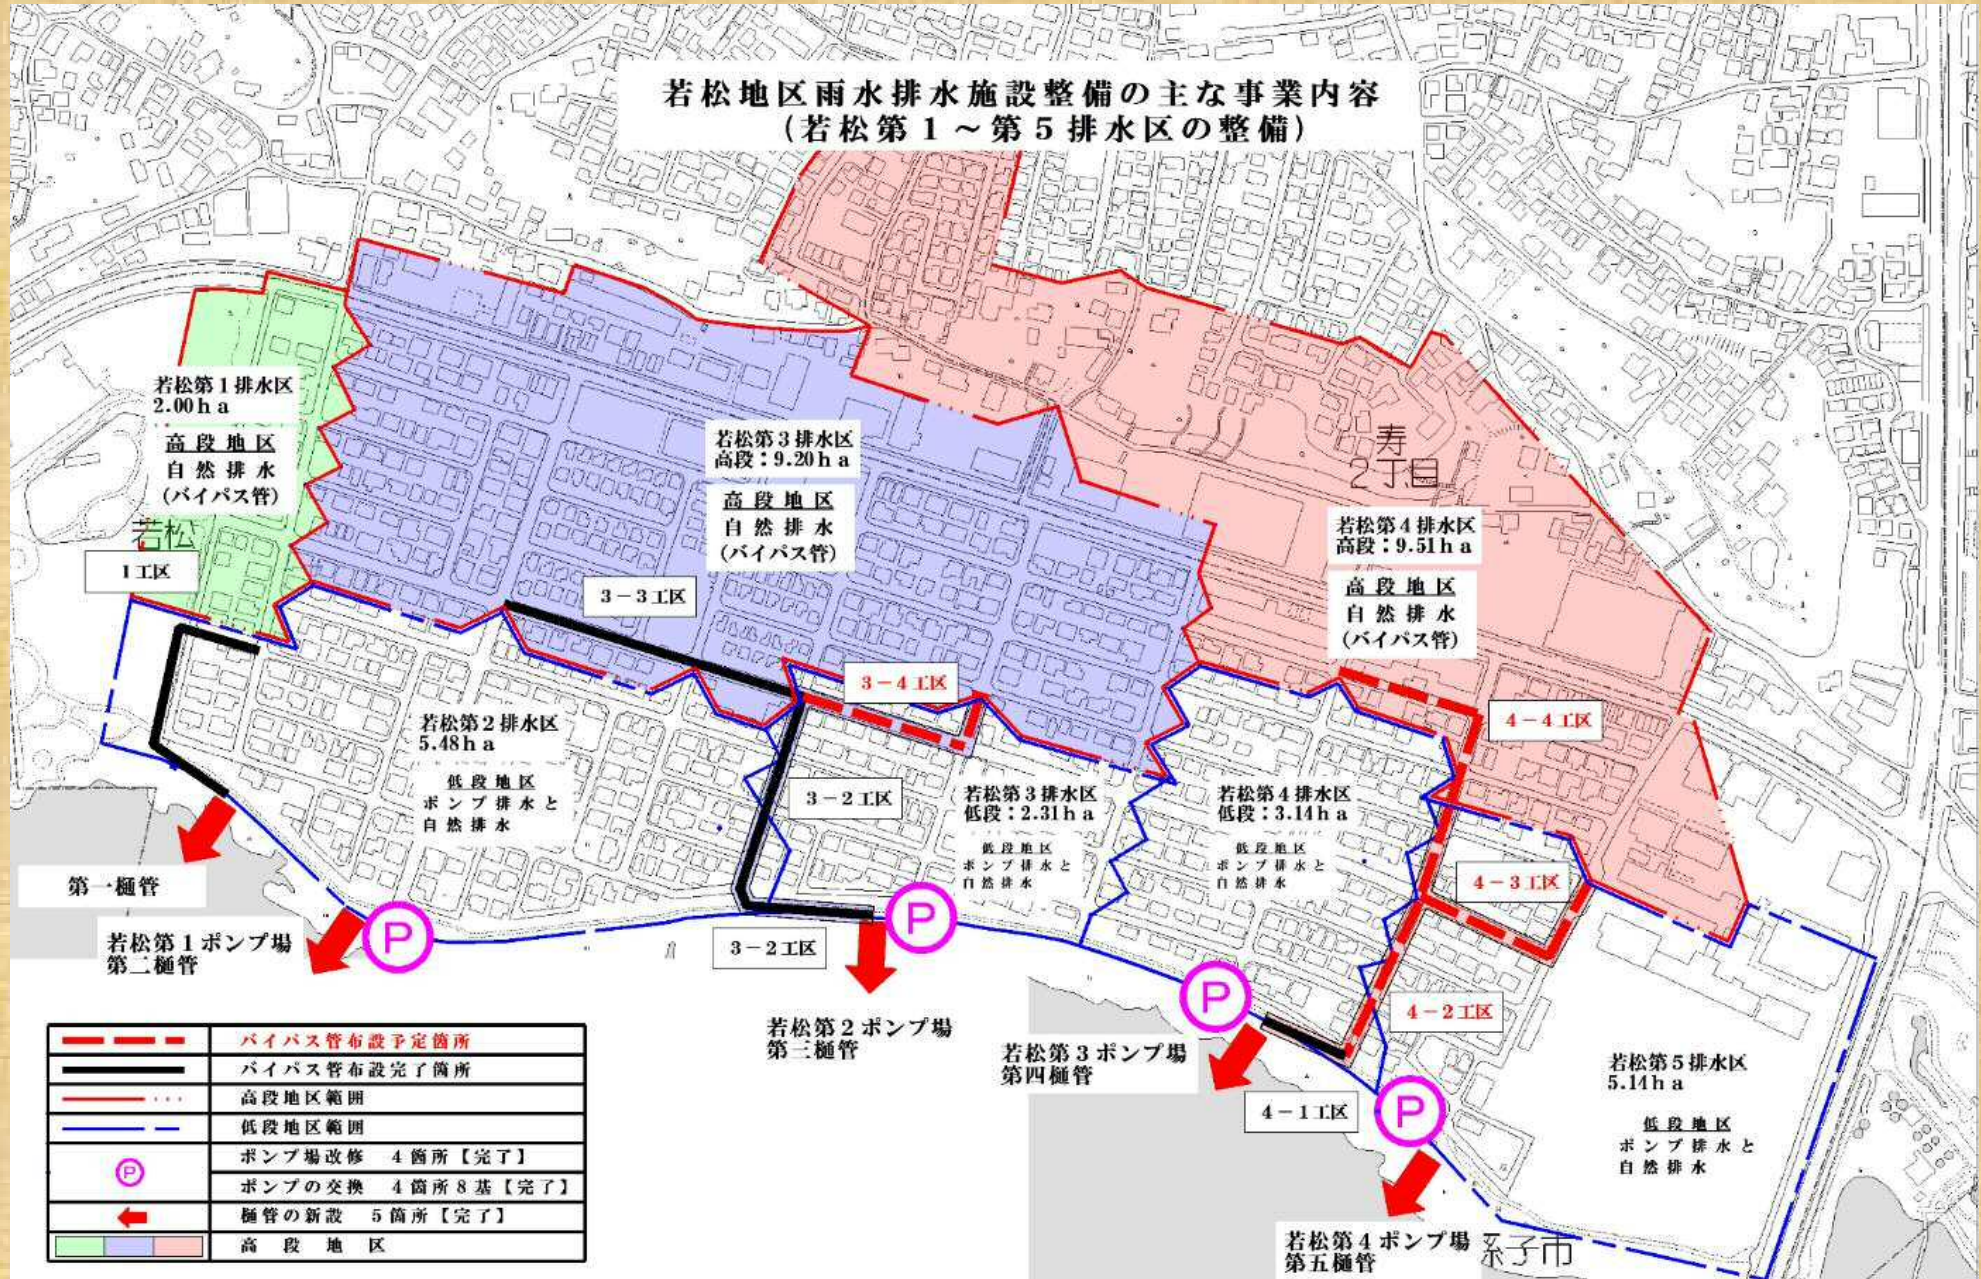 若松地区雨水排水施設整備の主な事業内容
(若松第1～第5排水区の整備)
若松第1排水区
2.00ha
高段地区
自然排水
(バイパス管)
若松
1工区
若松第3排水区
高段：9.20ha
高段地区
自然排水
(バイパス管)
3－3工区
寿
2丁目
若松第4排水区
高段：9.51ha
高段地区
自然排水
(バイパス管)
3－4工区
4－4工区
若松第2排水区
5.48ha
低段地区
ポンプ排水と
自然排水
3－2工区
若松第3排水区
低段：2.31ha
低段地区
ポンプ排水と
自然排水
若松第4排水区
低段：3.14ha
低段地区
ポンプ排水と
自然排水
4－3工区
第一樋管
若松第1ポンプ場
第二樋管
P
3－2工区
P
若松第2ポンプ場
第三樋管
P
若松第3ポンプ場
第四樋管
4－2工区
4－1工区
P
若松第5排水区
5.14ha
低段地区
ポンプ排水と
自然排水
若松第4ポンプ場
第五樋管
子市
バイパス管布設予定箇所
バイパス管布設完了箇所
高段地区範囲
低段地区範囲
P
ポンプ場改修 4箇所【完了】
ポンプの交換 4箇所8基【完了】
樋管の新設 5箇所【完了】
高段地区